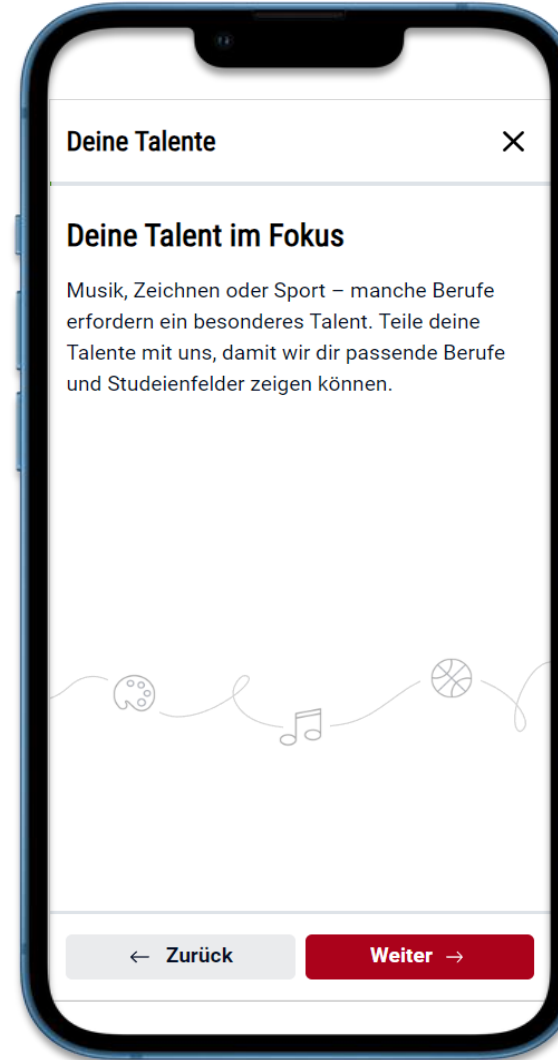 Deine Talente
Deine Talent im Fokus
Musik, Zeichnen oder Sport – manche Berufe
erfordern ein besonderes Talent. Teile deine
Talente mit uns, damit wir dir passende Berufe
und Studeienfelder zeigen können.
← Zurück
Weiter →